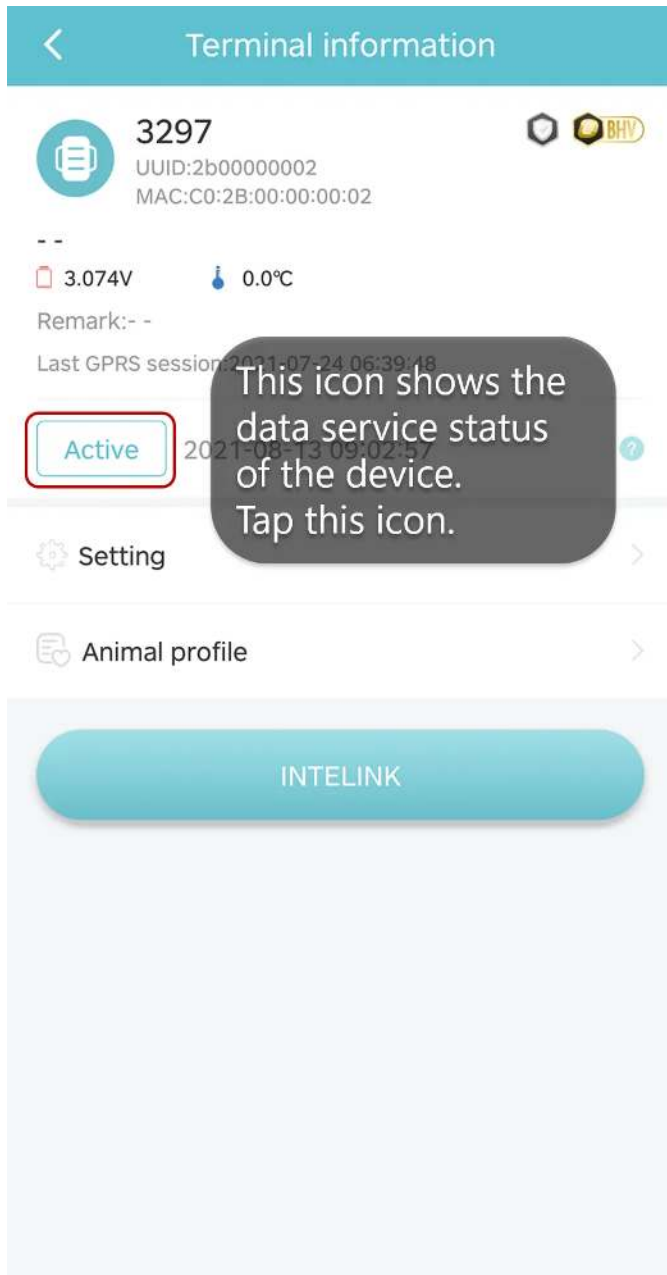 Terminal information
3297
BHV
UUID:2b00000002
MAC:C0:2B:00:00:00:02
- -
3.074V 0.0℃
Remark:- -
Last GPRS session:2021-07-24 06:39:48
This icon shows the
data service status
of the device.
Tap this icon.
Active 2021-08-13 09:02:57 ?
Setting
Animal profile
INTELINK